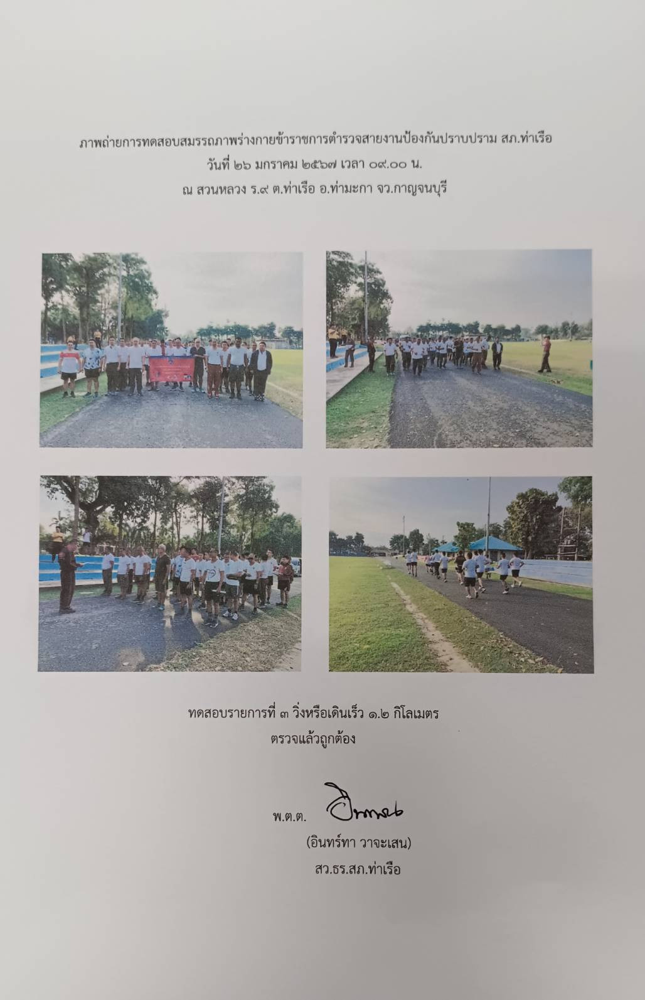 ภาพถ่ายการทดสอบสมรรถภาพร่างกายข้าราชการตำรวจสายงานป้องกันปราบปราม สภ.ท่าเรือ
วันที่ ๒๖ มกราคม ๒๕๖๗ เวลา ๐๙.๐๐ น.
ณ สวนหลวง ร.๙ ต.ท่าเรือ อ.ท่ามะกา จว.กาญจนบุรี
ทดสอบรายการที่ ๓ วิ่งหรือเดินเร็ว ๑.๒ กิโลเมตร
ตรวจแล้วถูกต้อง
พ.ต.ต.
(อินทร์ทา วาจะเสน)
สว.ธร.สภ.ท่าเรือ